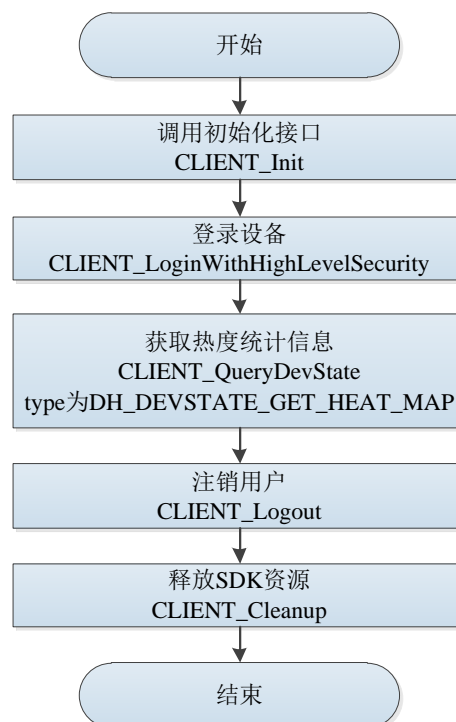 开始
调用初始化接口
CLIENT_Init
登录设备
CLIENT_LoginWithHighLevelSecurity
获取热度统计信息
CLIENT_QueryDevState
type为DH_DEVSTATE_GET_HEAT_MAP
注销用户
CLIENT_Logout
释放SDK资源
CLIENT_Cleanup
结束